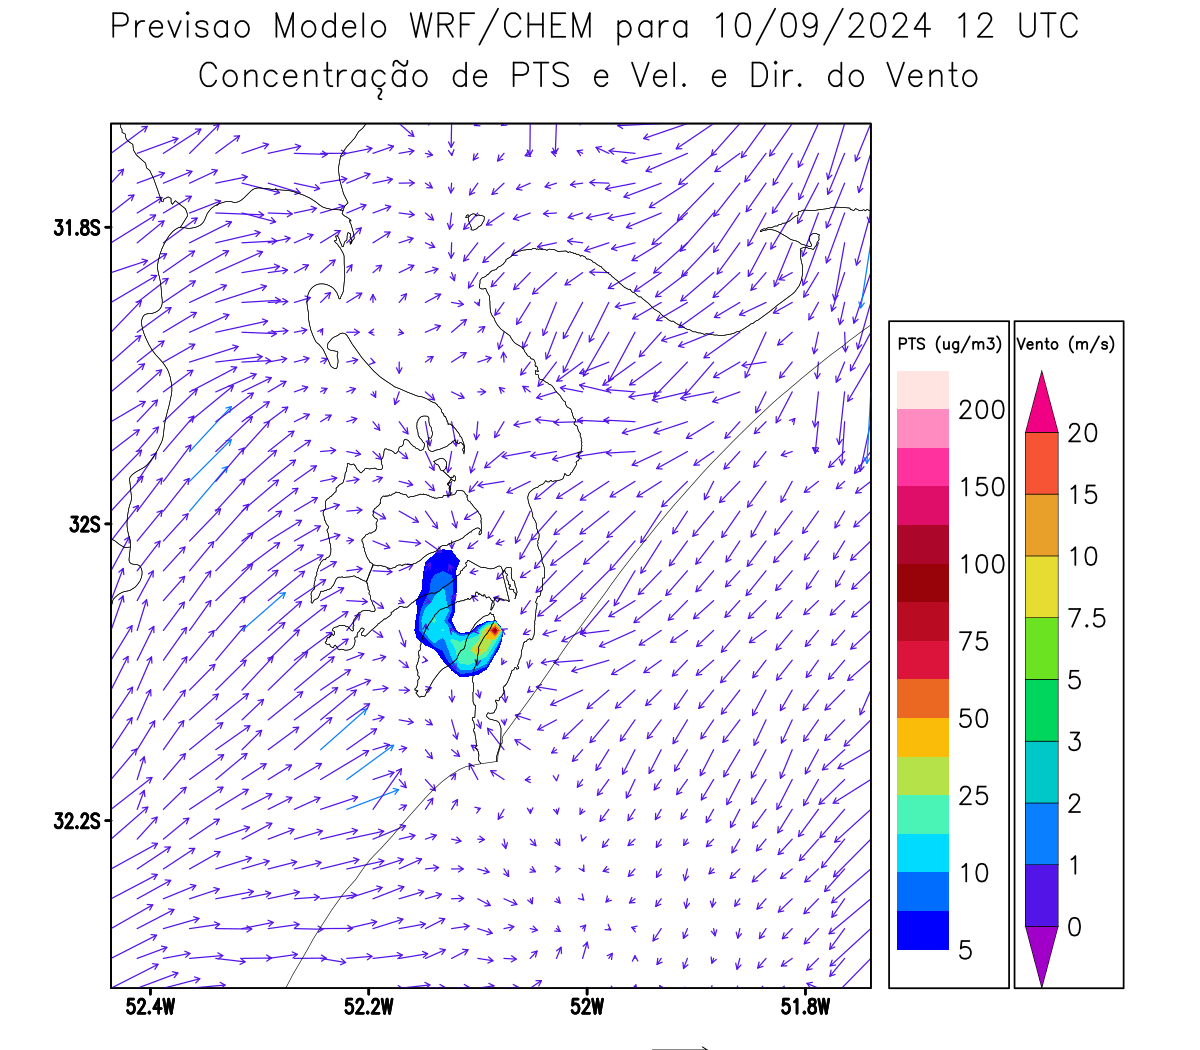 Previsao Modelo WRF/CHEM para 10/09/2024 12 UTC
Concentração de PTS e Vel. e Dir. do Vento
31.8S
32S
32.2S
52.4W 52.2W 52W 51.8W
PTS (ug/m3)
200
150
100
75
50
25
10
5
Vento (m/s)
20
15
10
7.5
5
3
2
1
0